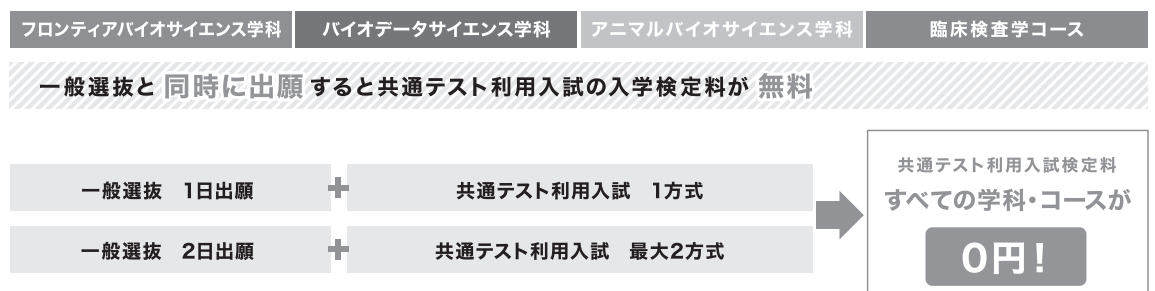 フロンティアバイオサイエンス学科 バイオデータサイエンス学科 アニマルバイオサイエンス学科 臨床検査学コース
一般選抜と 同時に出願 すると共通テスト利用入試の入学検定料が 無料
一般選抜 1日出願 + 共通テスト利用入試 1方式
一般選抜 2日出願 + 共通テスト利用入試 最大2方式
共通テスト利用入試検定料
すべての学科・コースが
0円！